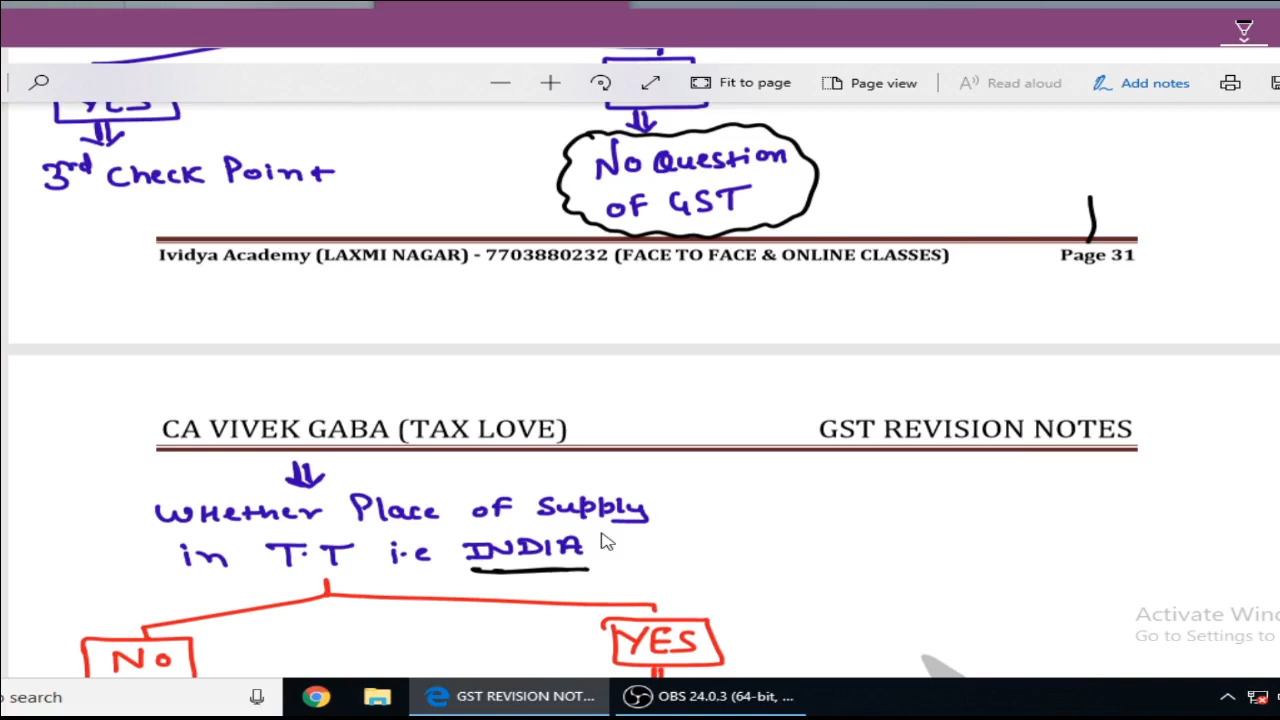 Fit to page
Page view
Read aloud
Add notes
YES
3rd Check Point
No Question
of GST
Ividya Academy (LAXMI NAGAR) - 7703880232 (FACE TO FACE & ONLINE CLASSES)
Page 31
CA VIVEK GABA (TAX LOVE)
GST REVISION NOTES
Whether Place of Supply
in T.T i.e INDIA
No
YES
Activate Wind
Go to Settings to
o search
GST REVISION NOT...
OBS 24.0.3 (64-bit, ...